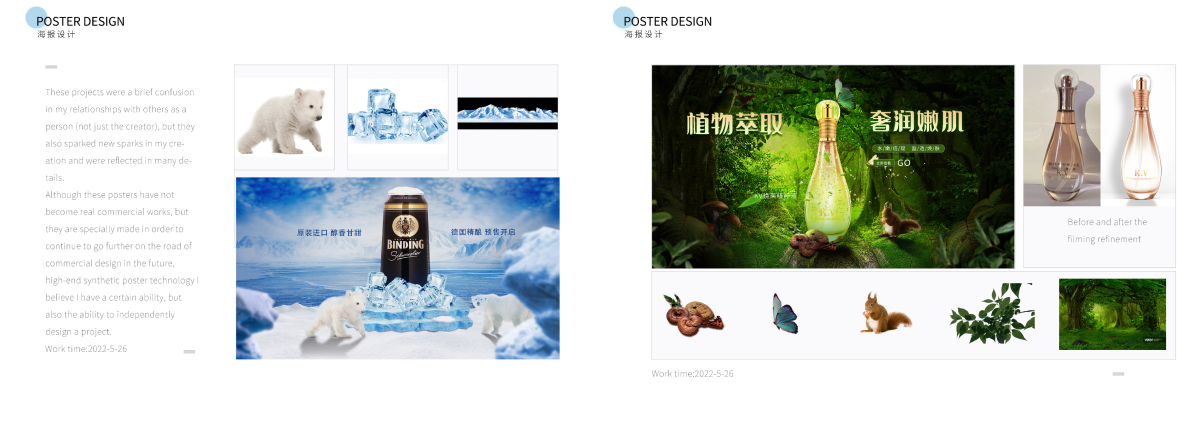 POSTER DESIGN
海报设计
These projects were a brief confusion
in my relationships with others as a
person (not just the creator), but they
also sparked new sparks in my cre-
ation and were reflected in many de-
tails.
Although these posters have not
become real commercial works, but
they are specially made in order to
continue to go further on the road of
commercial design in the future,
high-end synthetic poster technology I
believe I have a certain ability, but
also the ability to independently
design a project.
Work time:2022-5-26
原装进口 醇香甘甜
BINDING
德国精酿 预售开启
POSTER DESIGN
海报设计
植物萃取
奢润嫩肌
GO
K.V
K.V
Before and after the
filming refinement
Work time:2022-5-26